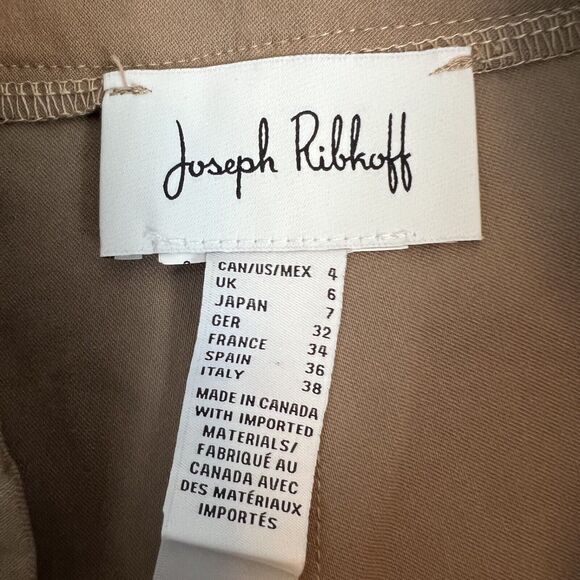 Joseph Ribkoff
CAN/US/MEX 4
UK 6
JAPAN 7
GER 32
FRANCE 34
SPAIN 36
ITALY 38
MADE IN CANADA
WITH IMPORTED
MATERIALS/
FABRIQUÉ AU
CANADA AVEC
DES MATÉRIAUX
IMPORTÉS